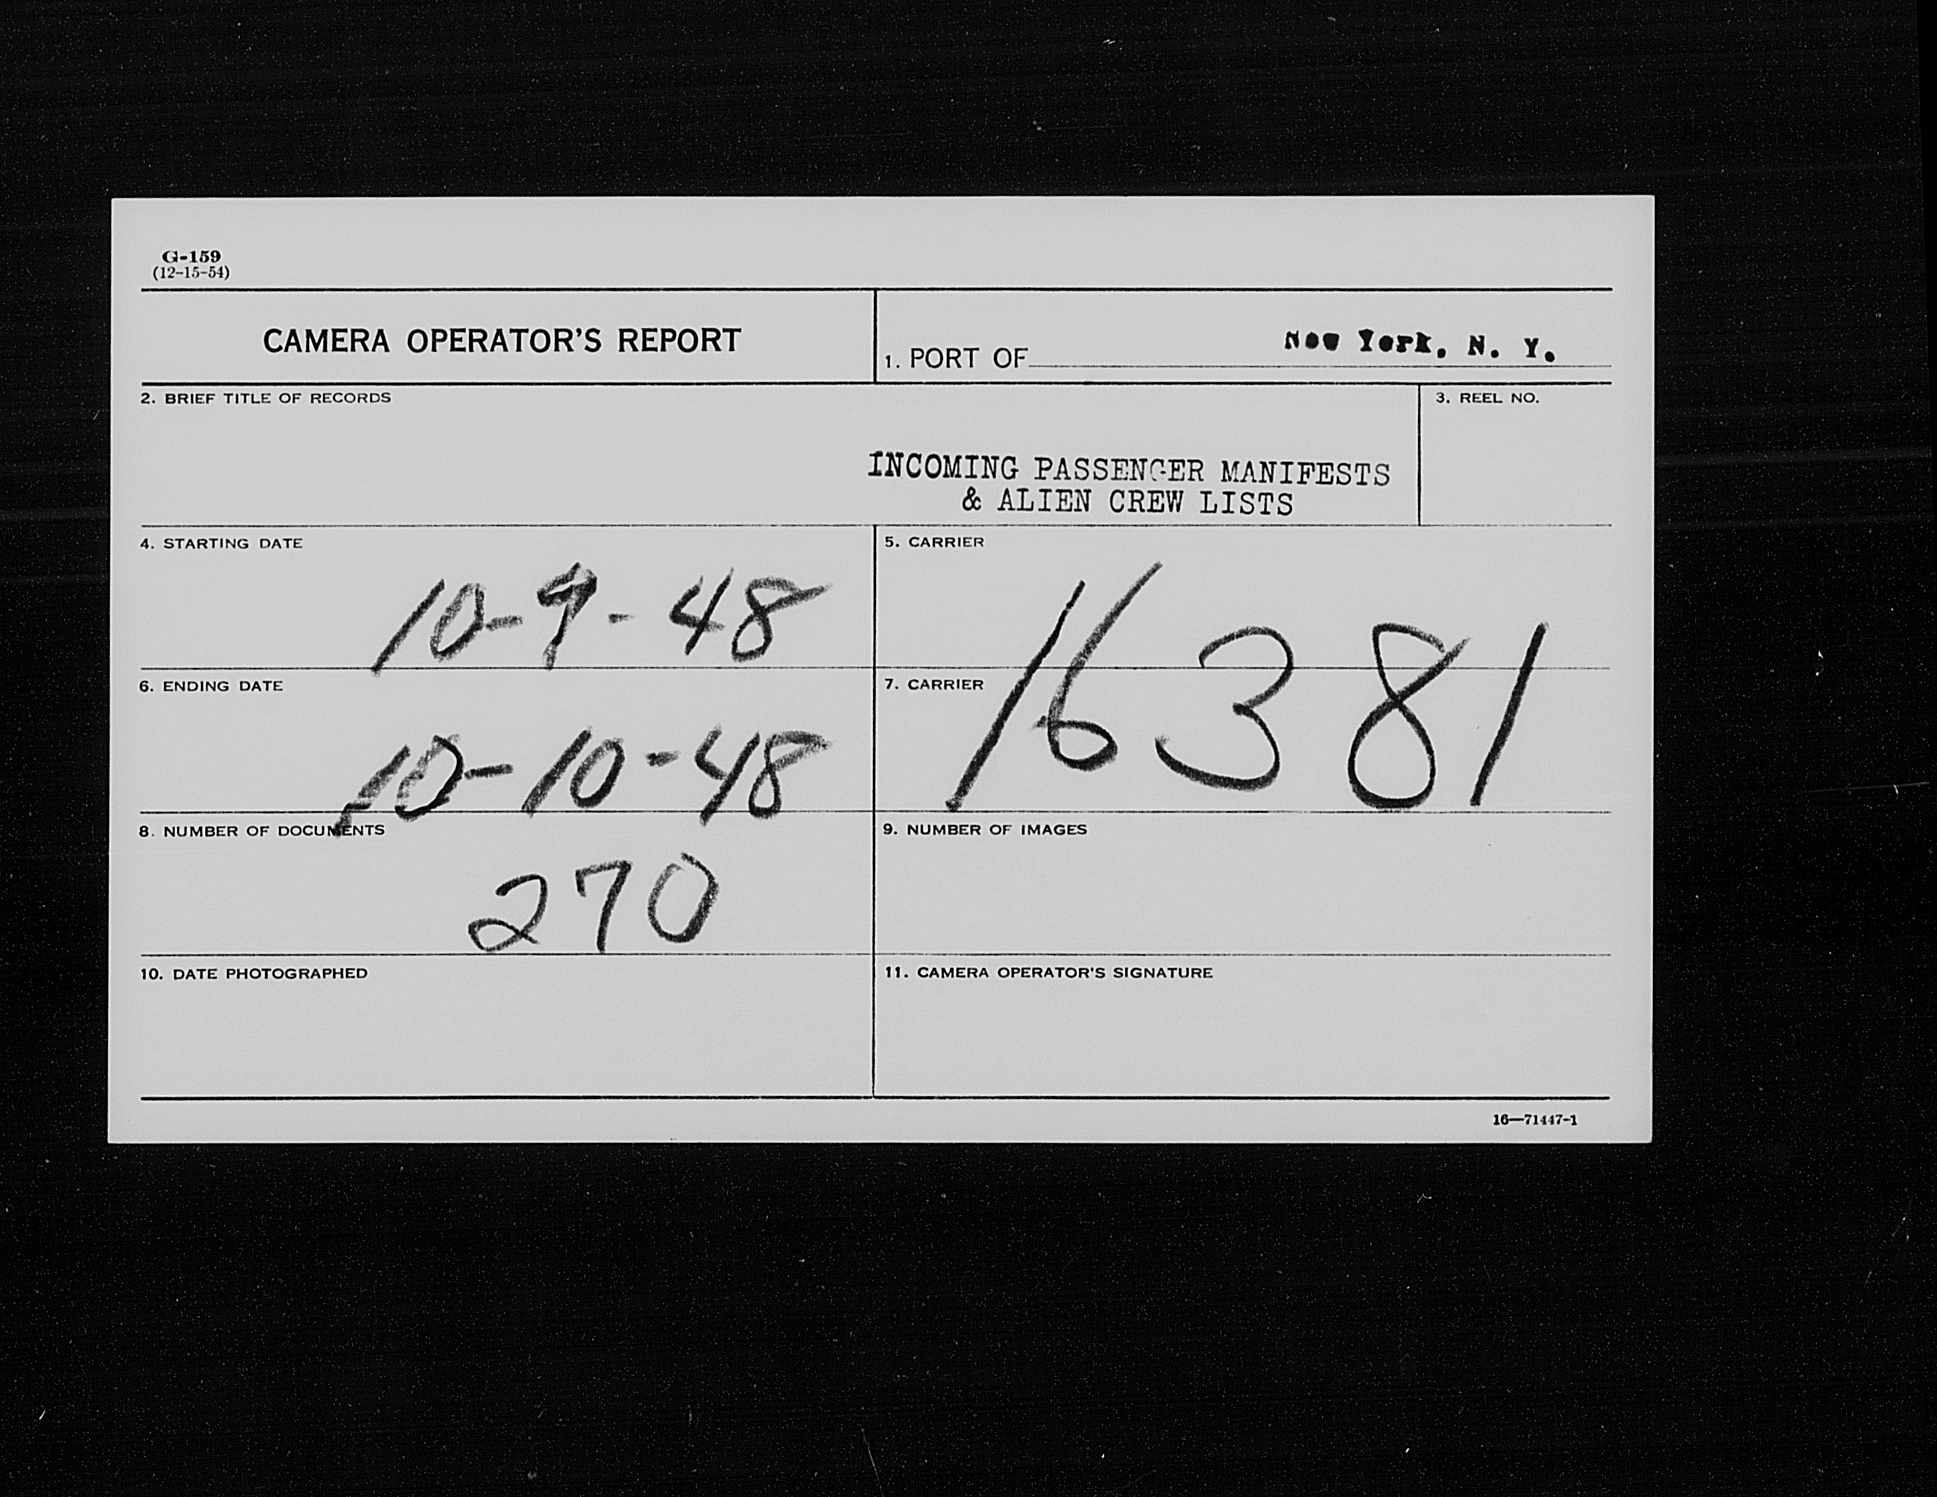 G-159
(12-15-54)
CAMERA OPERATOR'S REPORT
1. PORT OF New York, N. Y.
2. BRIEF TITLE OF RECORDS
3. REEL NO.
INCOMING PASSENGER MANIFESTS
& ALIEN CREW LISTS
4. STARTING DATE
10-9-48
5. CARRIER
16381
6. ENDING DATE
10-10-48
7. CARRIER
8. NUMBER OF DOCUMENTS
270
9. NUMBER OF IMAGES
10. DATE PHOTOGRAPHED
11. CAMERA OPERATOR'S SIGNATURE
16—71447-1